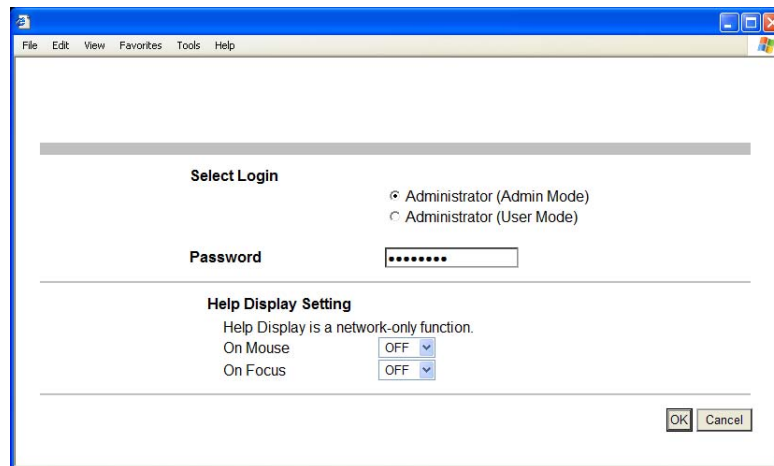 File Edit View Favorites Tools Help
Select Login
Administrator (Admin Mode)
Administrator (User Mode)
Password
Help Display Setting
Help Display is a network-only function.
On Mouse OFF
On Focus OFF
OK Cancel